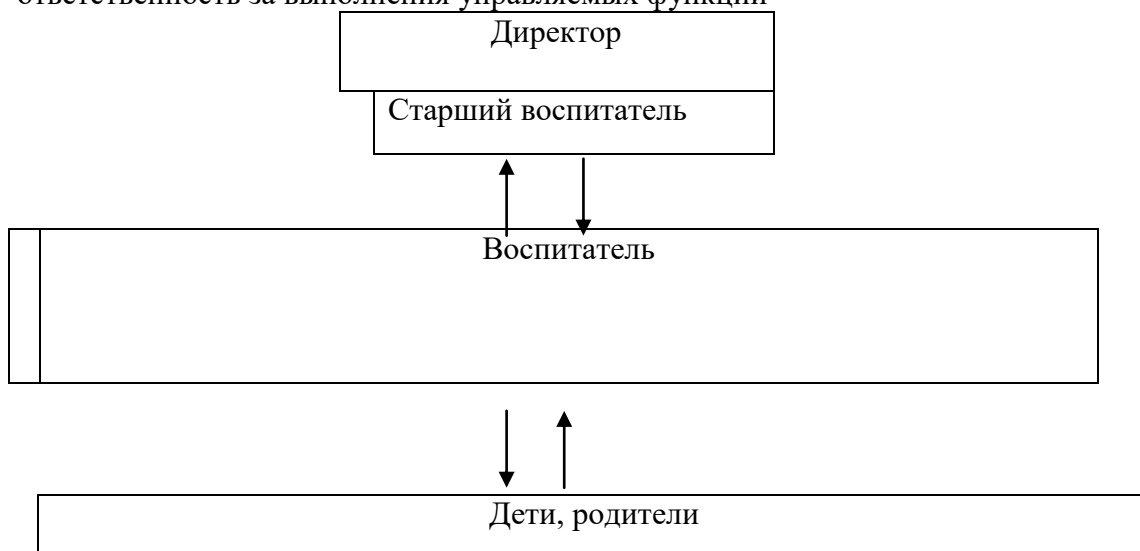 ответственность за выполнения управляемых функций
Директор
Старший воспитатель
Воспитатель
Дети, родители